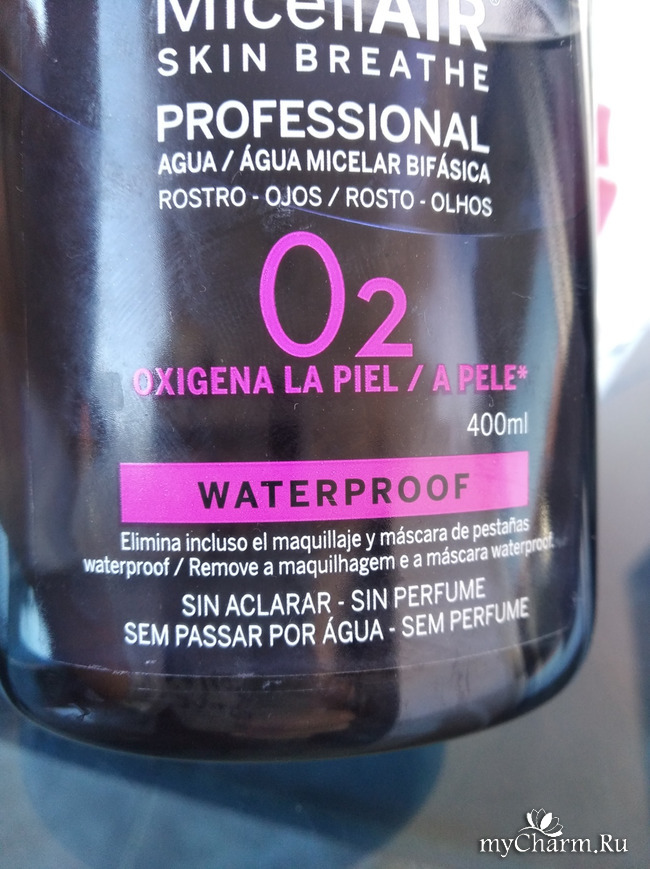 MicellAIR®
SKIN BREATHE
PROFESSIONAL
AGUA / ÁGUA MICELAR BIFÁSICA
ROSTRO - OJOS / ROSTO - OLHOS
O2
OXIGENA LA PIEL / A PELE*
400ml
WATERPROOF
Elimina incluso el maquillaje y máscara de pestañas
waterproof / Remove a maquilhagem e a máscara waterproof.
SIN ACLARAR - SIN PERFUME
SEM PASSAR POR ÁGUA - SEM PERFUME
myCharm.Ru